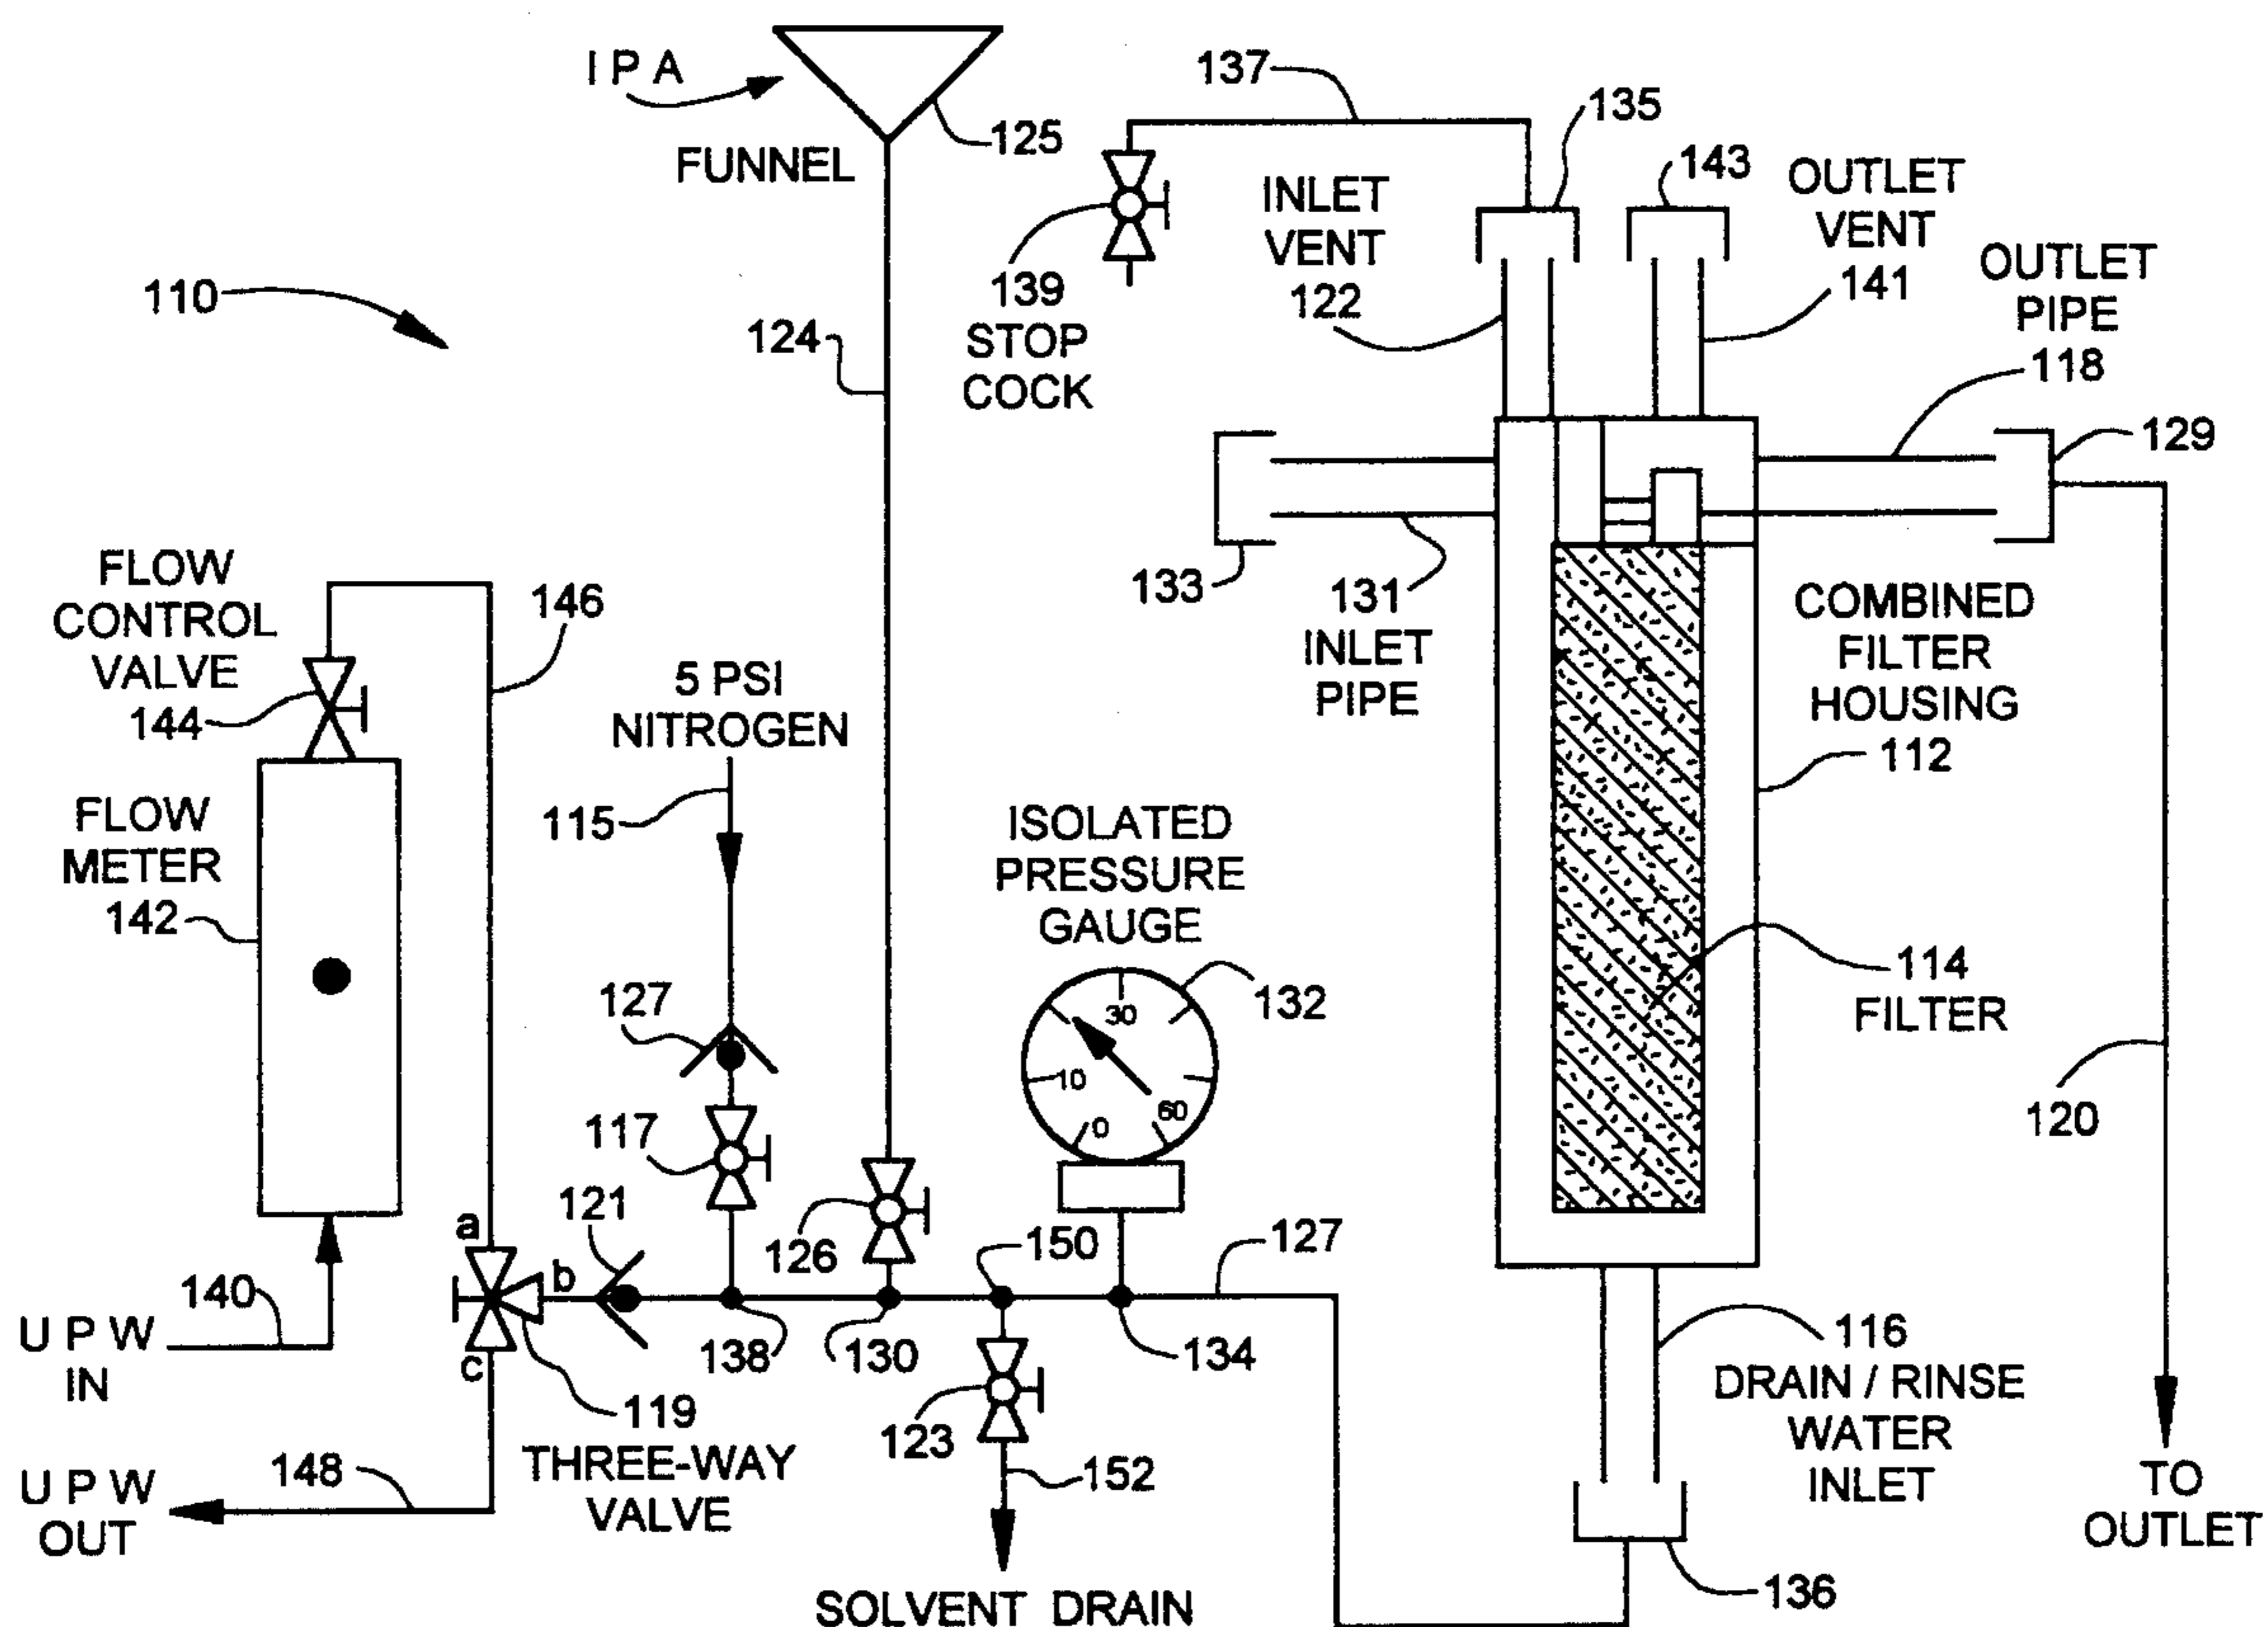 I P A
FUNNEL
125
137
135
143
OUTLET
VENT
141
INLET
VENT
122
OUTLET
PIPE
118
129
110
124
139
STOP
COCK
133
131
INLET
PIPE
FLOW
CONTROL
VALVE
144
146
5 PSI
NITROGEN
115
COMBINED
FILTER
HOUSING
112
FLOW
METER
142
ISOLATED
PRESSURE
GAUGE
132
30
10
0
60
114
FILTER
127
117
121
126
150
127
120
a
b
c
140
U P W
IN
138
130
134
116
DRAIN / RINSE
WATER
INLET
119
THREE-WAY
VALVE
123
152
148
U P W
OUT
TO
OUTLET
136
SOLVENT DRAIN